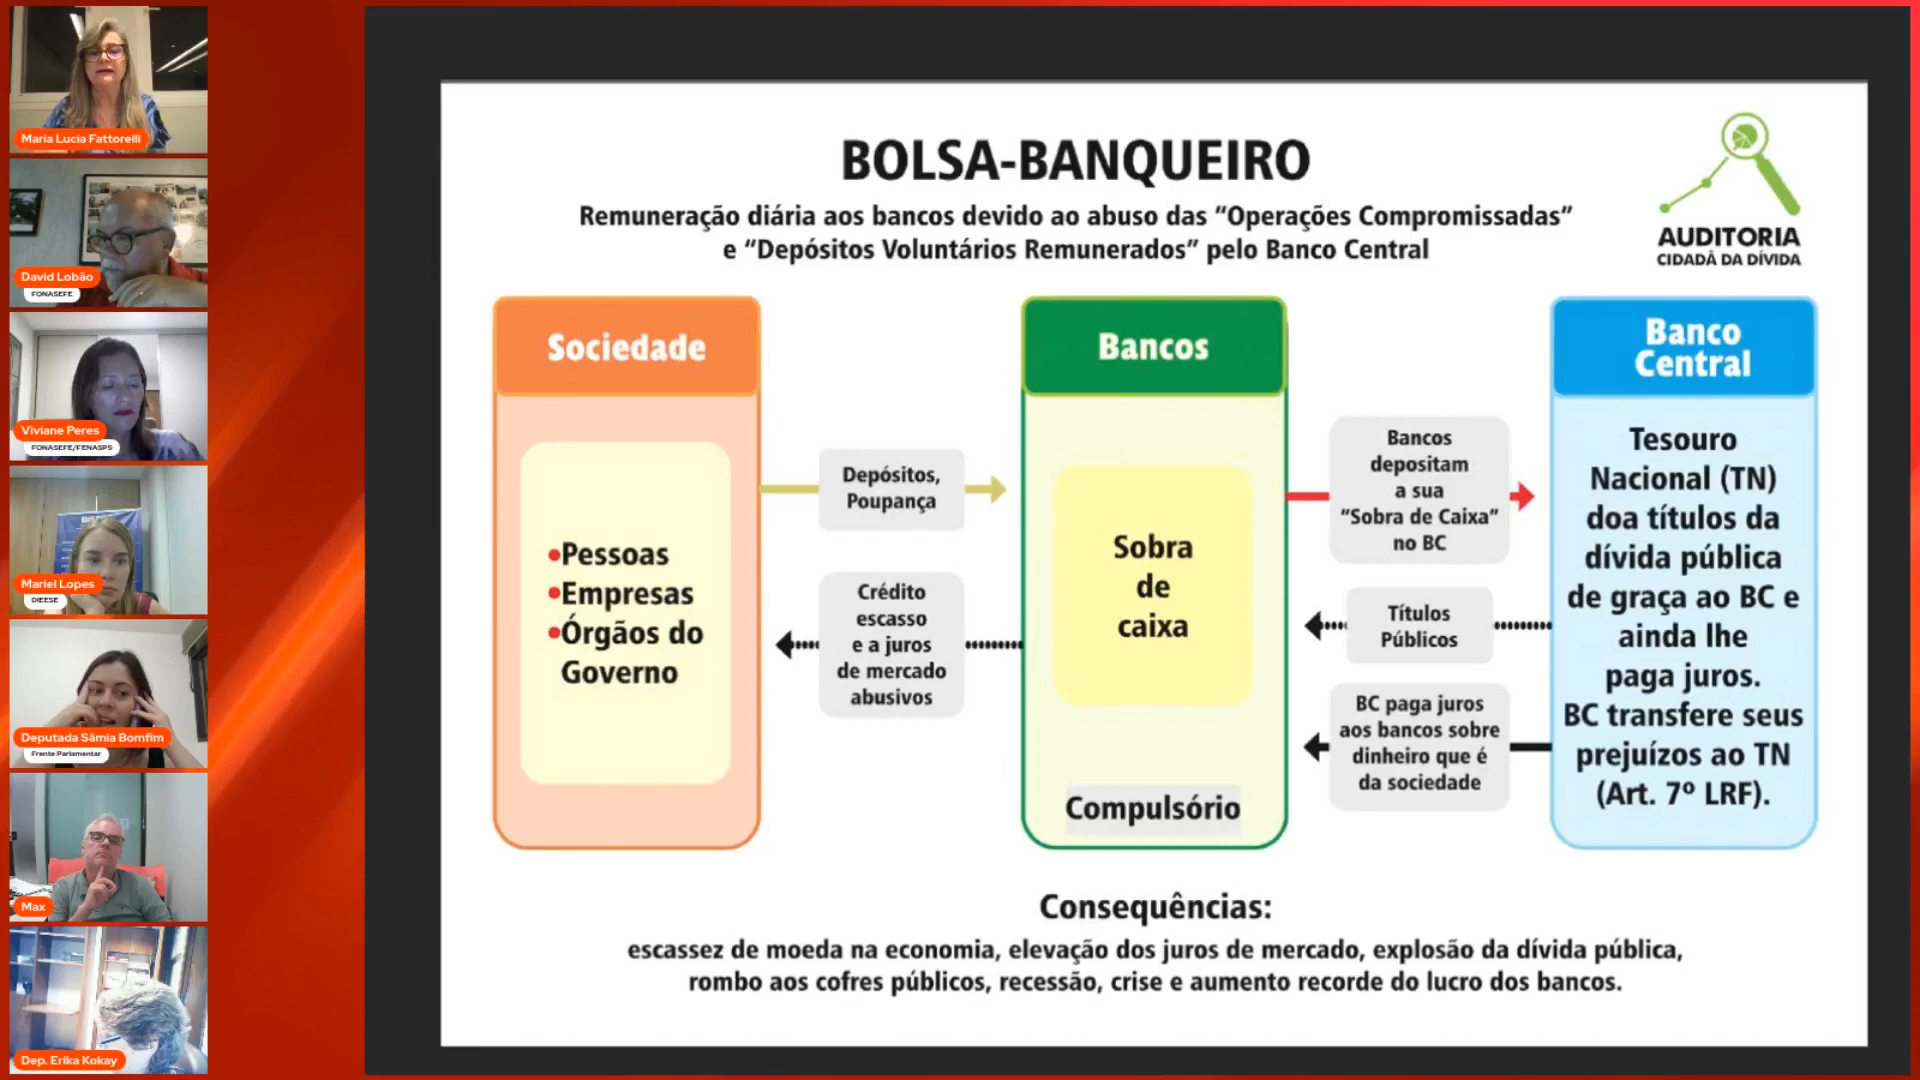 Maria Lucia Fattorelli
David Lobão
FONASEFE
Viviane Peres
FONASEFE/FENASPS
Mariel Lopes
DIEESE
Deputada Sâmia Bomfim
Frente Parlamentar
Max
Dep. Erika Kokay
BOLSA-BANQUEIRO
Remuneração diária aos bancos devido ao abuso das “Operações Compromissadas”
e “Depósitos Voluntários Remunerados” pelo Banco Central
AUDITORIA
CIDADÃ DA DÍVIDA
Sociedade
•Pessoas
•Empresas
•Órgãos do
Governo
Depósitos,
Poupança
Crédito
escasso
e a juros
de mercado
abusivos
Bancos
Sobra
de
caixa
Compulsório
Bancos
depositam
a sua
“Sobra de Caixa”
no BC
Títulos
Públicos
BC paga juros
aos bancos sobre
dinheiro que é
da sociedade
Banco
Central
Tesouro
Nacional (TN)
doa títulos da
dívida pública
de graça ao BC e
ainda lhe
paga juros.
BC transfere seus
prejuízos ao TN
(Art. 7º LRF).
Consequências:
escassez de moeda na economia, elevação dos juros de mercado, explosão da dívida pública,
rombo aos cofres públicos, recessão, crise e aumento recorde do lucro dos bancos.